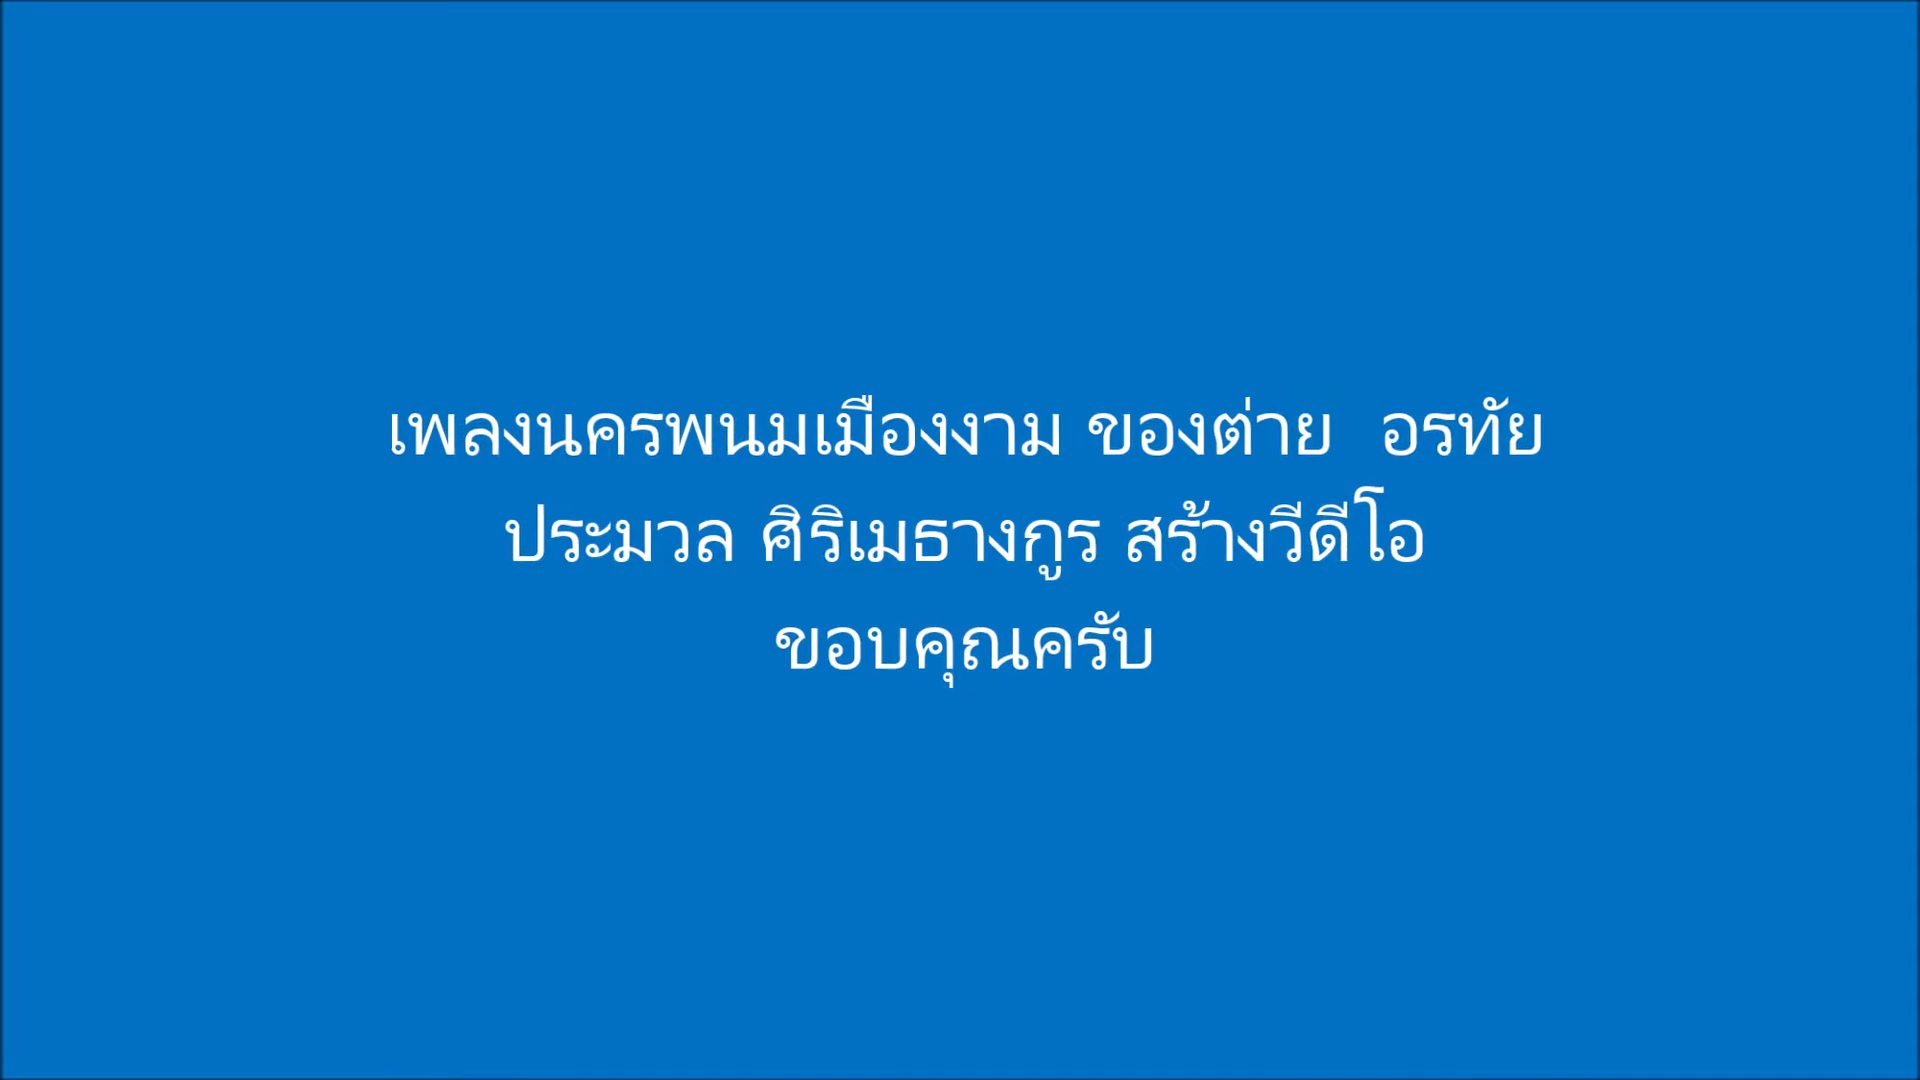 เพลงนครพนมเมืองงาม ของต่าย  อรทัย
ประมวล ศิริเมธางกูร สร้างวีดีโอ
ขอบคุณครับ